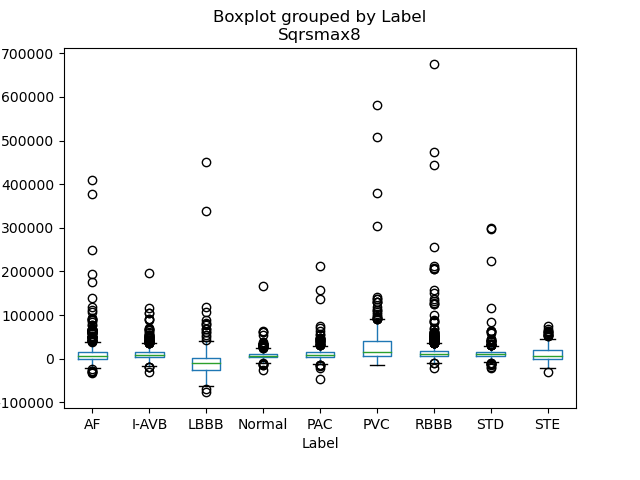 Boxplot grouped by Label
Sqrsmax8
700000
600000
500000
400000
300000
200000
100000
0
100000
AF I-AVB LBBB Normal PAC PVC RBBB STD STE
Label